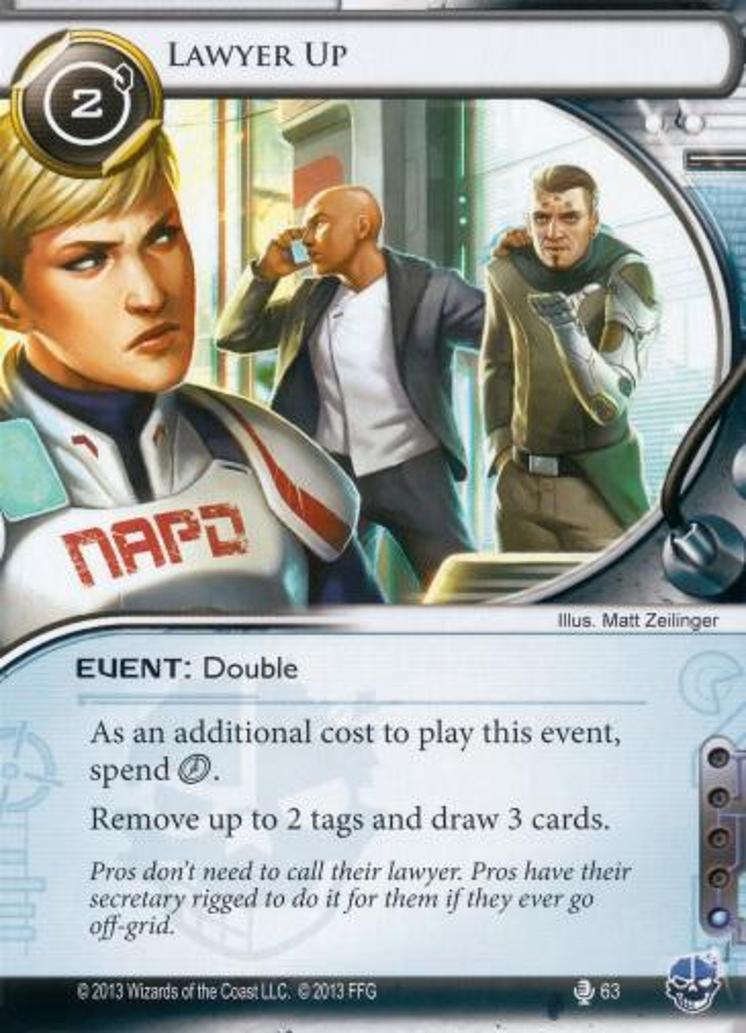 Lawyer Up
2
NAPD
Illus. Matt Zeilinger
EVENT: Double
As an additional cost to play this event,
spend .
Remove up to 2 tags and draw 3 cards.
Pros don't need to call their lawyer. Pros have their
secretary rigged to do it for them if they ever go
off-grid.
© 2013 Wizards of the Coast LLC. © 2013 FFG
63